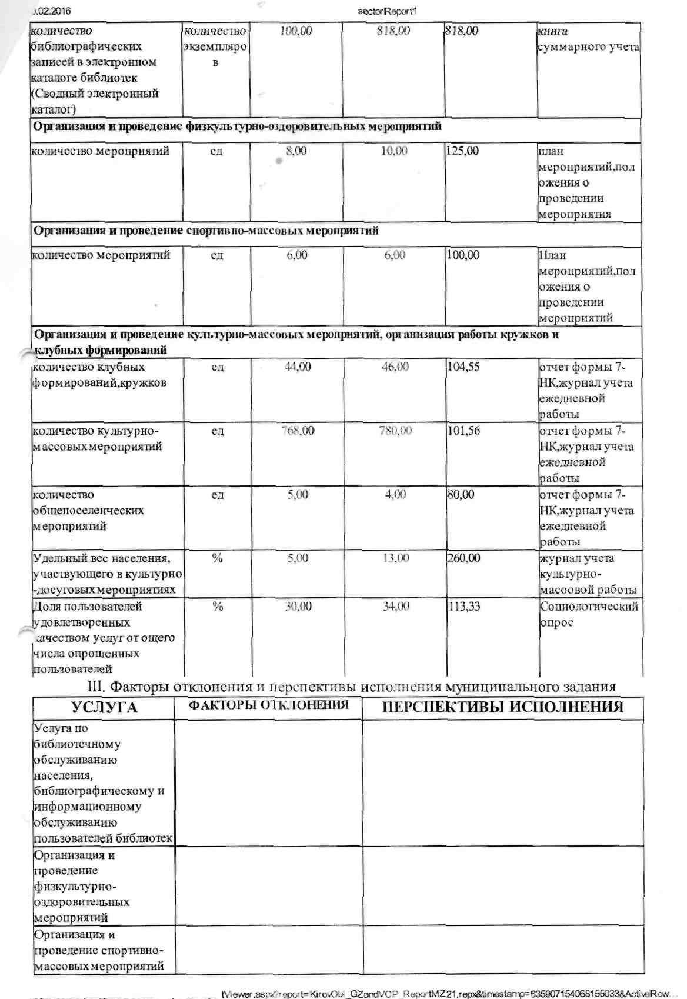 .02.2016 sectorReport1
количество количество 100,00 818,00 818,00 книга
библиографических экземпляро суммарного учета
записей в электронном в
каталоге библиотек
(Сводный электронный
каталог)
Организация и проведение физкультурно-оздоровительных мероприятий
количество мероприятий ед 8,00 10,00 125,00 план
мероприятий,пол
ожения о
проведении
мероприятия
Организация и проведение спортивно-массовых мероприятий
количество мероприятий ед 6,00 6,00 100,00 План
мероприятий,пол
ожения о
проведении
мероприятий
Организация и проведение культурно-массовых мероприятий, организация работы кружков и
клубных формирований
количество клубных ед 44,00 46,00 104,55 отчет формы 7-
формирований,кружков НК,журнал учета
ежедневной
работы
количество культурно- ед 768,00 780,00 101,56 отчет формы 7-
массовых мероприятий НК,журнал учета
ежедневной
работы
количество ед 5,00 4,00 80,00 отчет формы 7-
общепоселенческих НК,журнал учета
мероприятий ежедневной
работы
Удельный вес населения, % 5,00 13,00 260,00 журнал учета
участвующего в культурно культурно-
-досуговых мероприятиях масоовой работы
Доля пользователей % 30,00 34,00 113,33 Социологический
удовлетворенных опрос
качеством услуг от ощего
числа опрошенных
пользователей
III. Факторы отклонения и перспективы исполнения муниципального задания
УСЛУГА ФАКТОРЫ ОТКЛОНЕНИЯ ПЕРСПЕКТИВЫ ИСПОЛНЕНИЯ
Услуга по
библиотечному
обслуживанию
населения,
библиографическому и
информационному
обслуживанию
пользователей библиотек
Организация и
проведение
физкультурно-
оздоровительных
мероприятий
Организация и
проведение спортивно-
массовых мероприятий
tViewer.aspx?report=KirovObl_GZandVCP_ReportMZ21.repx&timestamp=635907154068155033&ActiveRow...